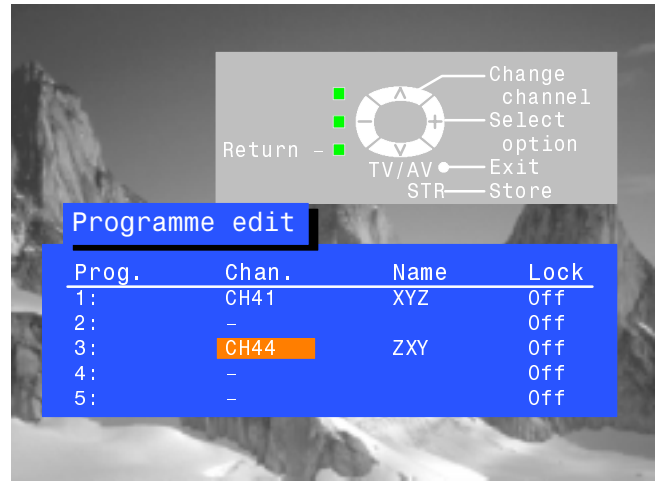 Change
channel
Select
option
Return –
TV/AV
Exit
STR
Store
Programme edit
Prog. Chan. Name Lock
1: CH41 XYZ Off
2: – Off
3: CH44 ZXY Off
4: – Off
5: – Off